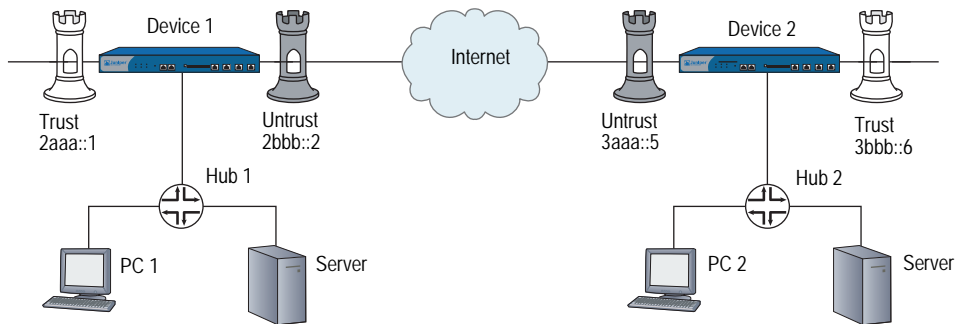 Device 1
Internet
Device 2
Trust
2aaa::1
Untrust
2bbb::2
Untrust
3aaa::5
Trust
3bbb::6
Hub 1
Hub 2
PC 1
Server
PC 2
Server